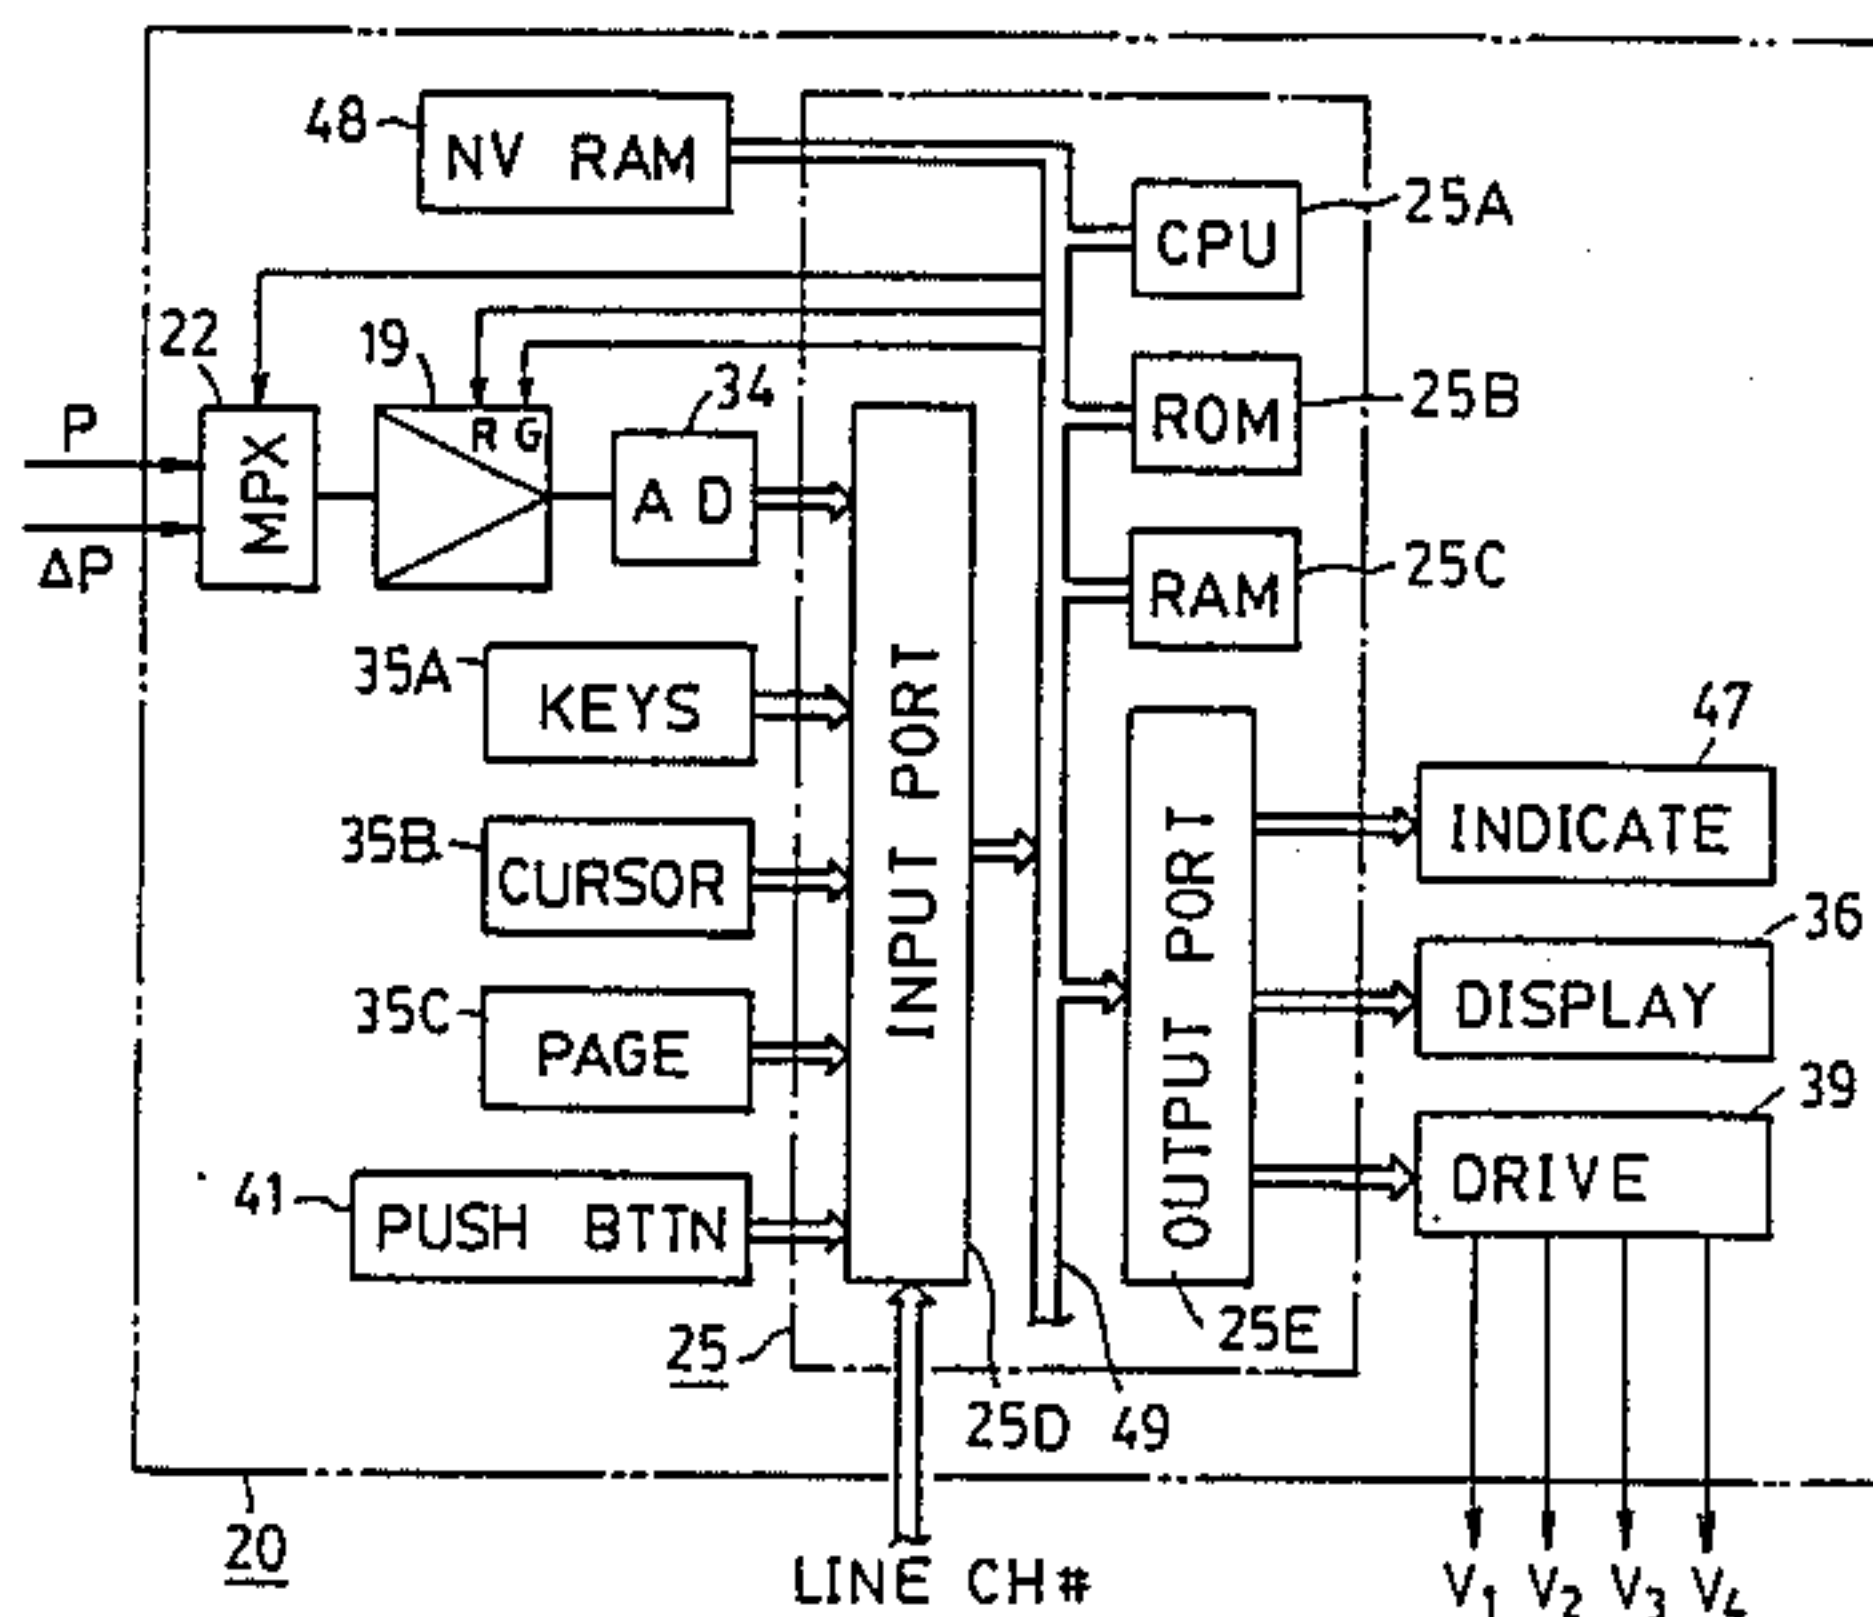 48
NV RAM
25A
CPU
22
19
34
P
ΔP
MPX
R G
A D
25B
ROM
25C
RAM
35A
KEYS
INPUT PORT
47
INDICATE
35B
CURSOR
OUTPUT PORT
36
DISPLAY
35C
PAGE
39
DRIVE
41
PUSH BTTN
25
25E
25D
49
20
LINE CH#
V1 V2 V3 V4